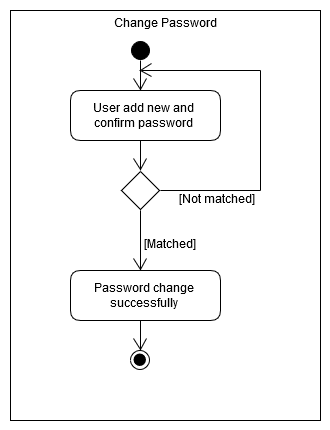 Change Password
User add new and
confirm password
[Not matched]
[Matched]
Password change
successfully